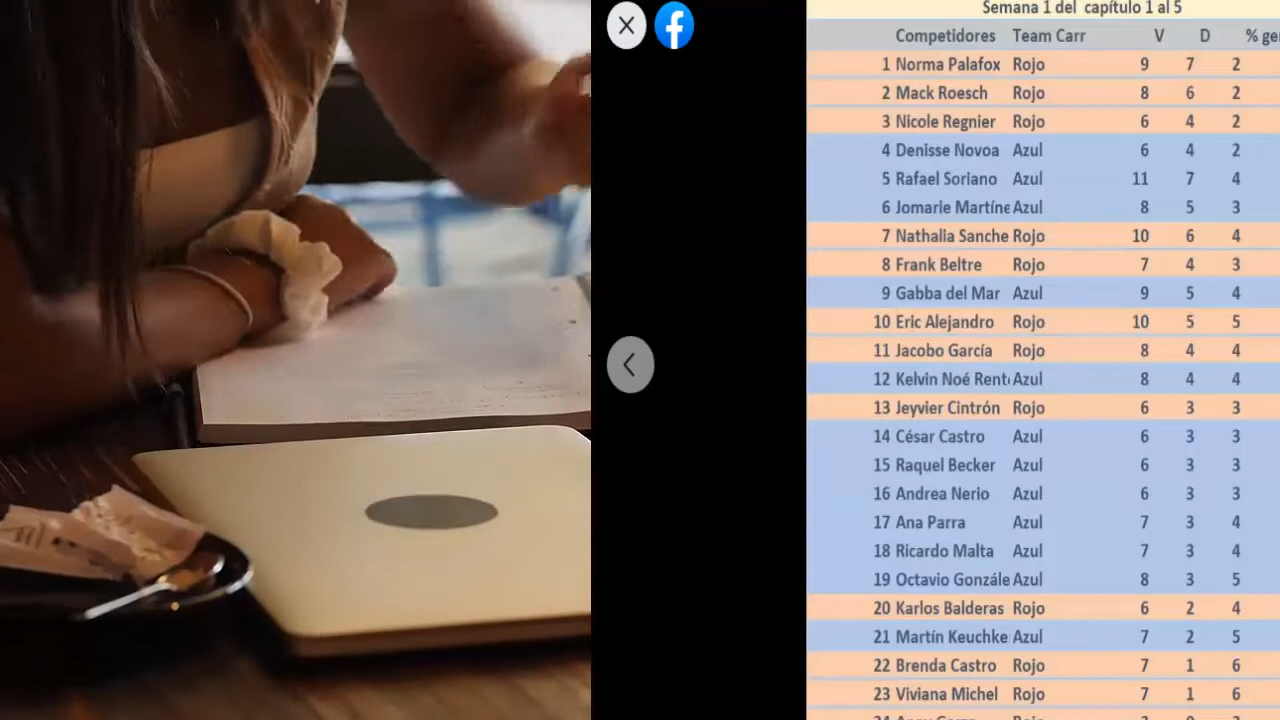 Semana 1 del capítulo 1 al 5
Competidores Team Carr V D % ge
1 Norma Palafox Rojo 9 7 2
2 Mack Roesch Rojo 8 6 2
3 Nicole Regnier Rojo 6 4 2
4 Denisse Novoa Azul 6 4 2
5 Rafael Soriano Azul 11 7 4
6 Jomarie Martíne Azul 8 5 3
7 Nathalia Sanche Rojo 10 6 4
8 Frank Beltre Rojo 7 4 3
9 Gabba del Mar Azul 9 5 4
10 Eric Alejandro Rojo 10 5 5
11 Jacobo García Rojo 8 4 4
12 Kelvin Noé Rent Azul 8 4 4
13 Jeyvier Cintrón Rojo 6 3 3
14 César Castro Azul 6 3 3
15 Raquel Becker Azul 6 3 3
16 Andrea Nerio Azul 6 3 3
17 Ana Parra Azul 7 3 4
18 Ricardo Malta Azul 7 3 4
19 Octavio Gonzále Azul 8 3 5
20 Karlos Balderas Rojo 6 2 4
21 Martín Keuchke Azul 7 2 5
22 Brenda Castro Rojo 7 1 6
23 Viviana Michel Rojo 7 1 6